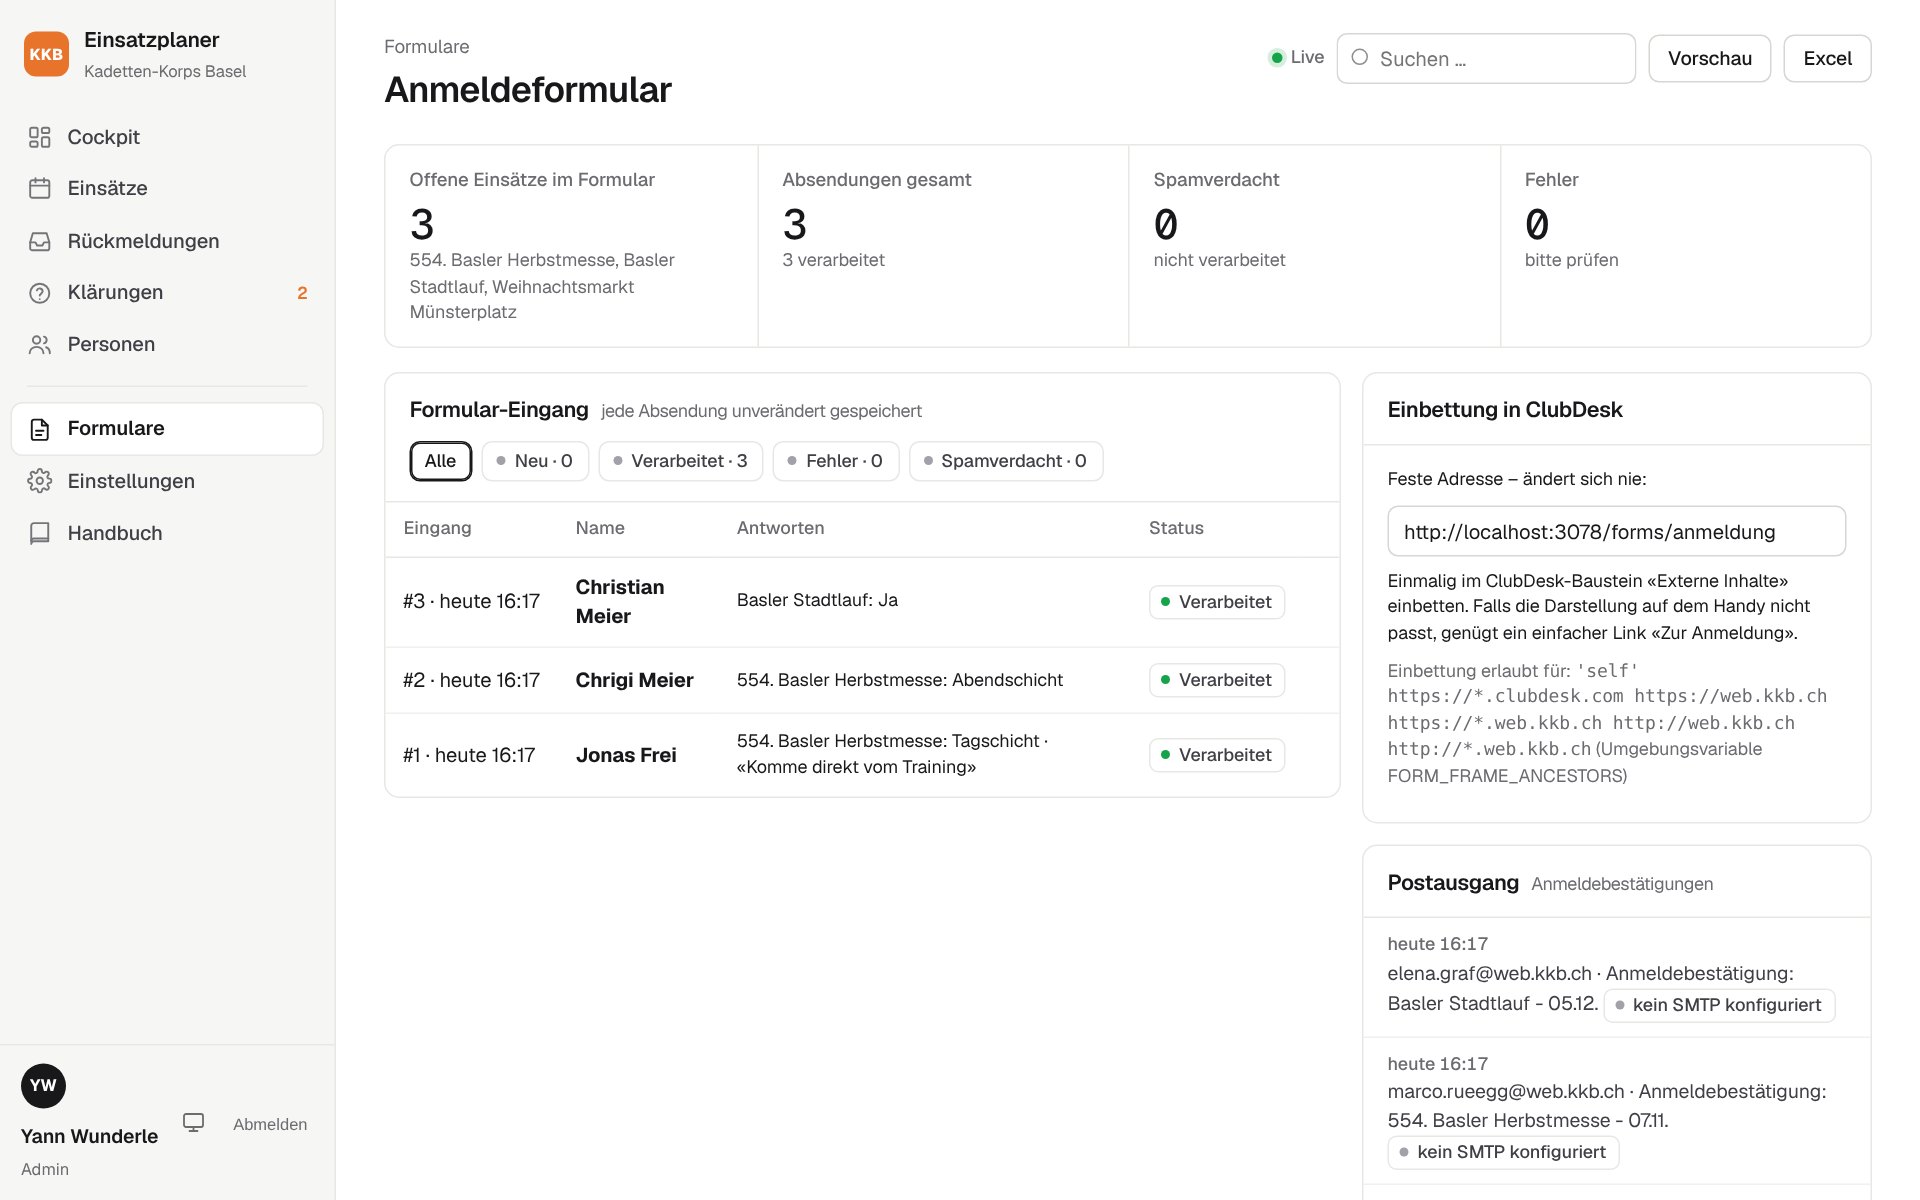 KKB
Einsatzplaner
Kadetten-Korps Basel
Cockpit
Einsätze
Rückmeldungen
Klärungen 2
Personen
Formulare
Einstellungen
Handbuch
YW
Yann Wunderle
Admin
Abmelden
Formulare
Anmeldeformular
Live
Suchen …
Vorschau
Excel
Offene Einsätze im Formular
3
554. Basler Herbstmesse, Basler
Stadtlauf, Weihnachtsmarkt
Münsterplatz
Absendungen gesamt
3
3 verarbeitet
Spamverdacht
0
nicht verarbeitet
Fehler
0
bitte prüfen
Formular-Eingang jede Absendung unverändert gespeichert
Alle
Neu · 0
Verarbeitet · 3
Fehler · 0
Spamverdacht · 0
Eingang Name Antworten Status
#3 · heute 16:17 Christian
Meier Basler Stadtlauf: Ja Verarbeitet
#2 · heute 16:17 Chrigi Meier 554. Basler Herbstmesse: Abendschicht Verarbeitet
#1 · heute 16:17 Jonas Frei 554. Basler Herbstmesse: Tagschicht ·
«Komme direkt vom Training» Verarbeitet
Einbettung in ClubDesk
Feste Adresse – ändert sich nie:
http://localhost:3078/forms/anmeldung
Einmalig im ClubDesk-Baustein «Externe Inhalte»
einbetten. Falls die Darstellung auf dem Handy nicht
passt, genügt ein einfacher Link «Zur Anmeldung».
Einbettung erlaubt für: 'self'
https://*.clubdesk.com https://web.kkb.ch
https://*.web.kkb.ch http://web.kkb.ch
http://*.web.kkb.ch (Umgebungsvariable
FORM_FRAME_ANCESTORS)
Postausgang Anmeldebestätigungen
heute 16:17
elena.graf@web.kkb.ch · Anmeldebestätigung:
Basler Stadtlauf - 05.12. kein SMTP konfiguriert
heute 16:17
marco.rueegg@web.kkb.ch · Anmeldebestätigung:
554. Basler Herbstmesse - 07.11.
kein SMTP konfiguriert